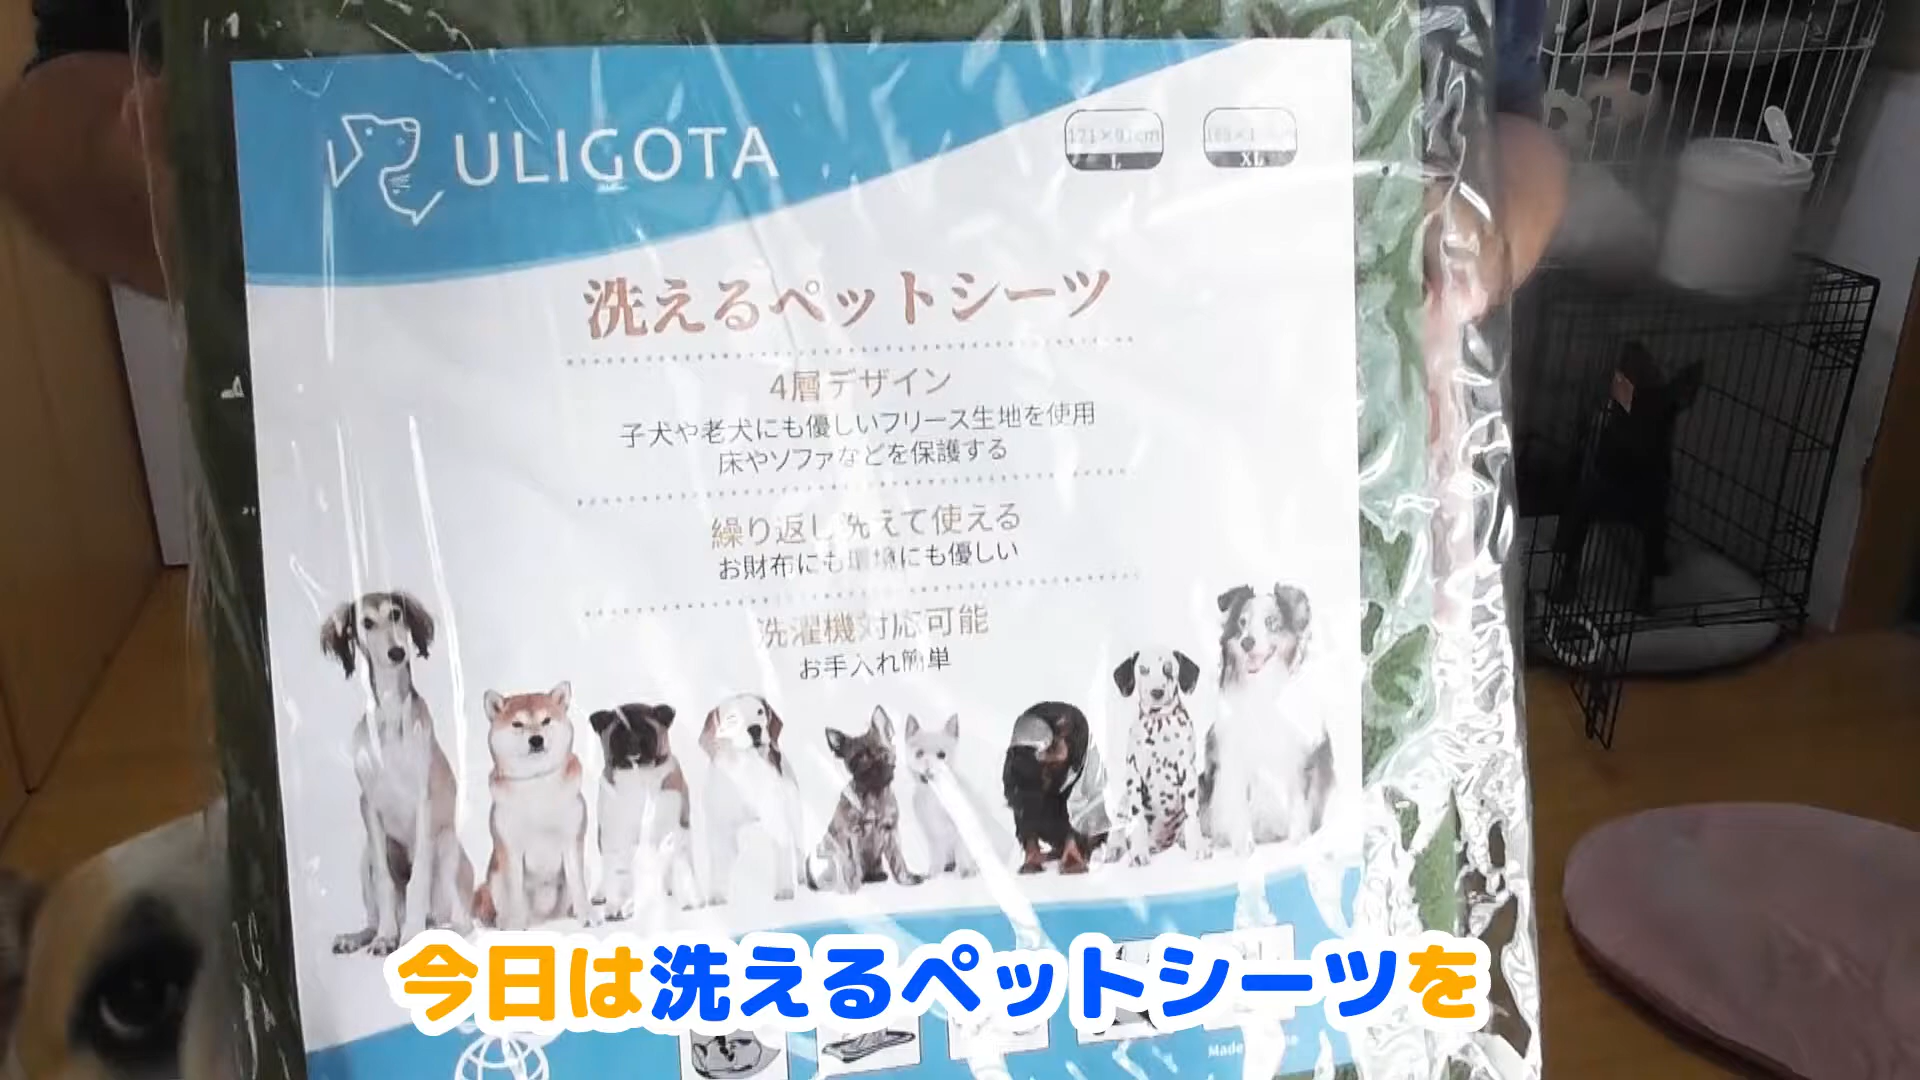 ULIGOTA
L
XL
洗えるペットシーツ
4層デザイン
子犬や老犬にも優しいフリース生地を使用
床やソファなどを保護する
繰り返し洗えて使える
お財布にも環境にも優しい
洗濯機対応可能
お手入れ簡単
今日は洗えるペットシーツを
Made